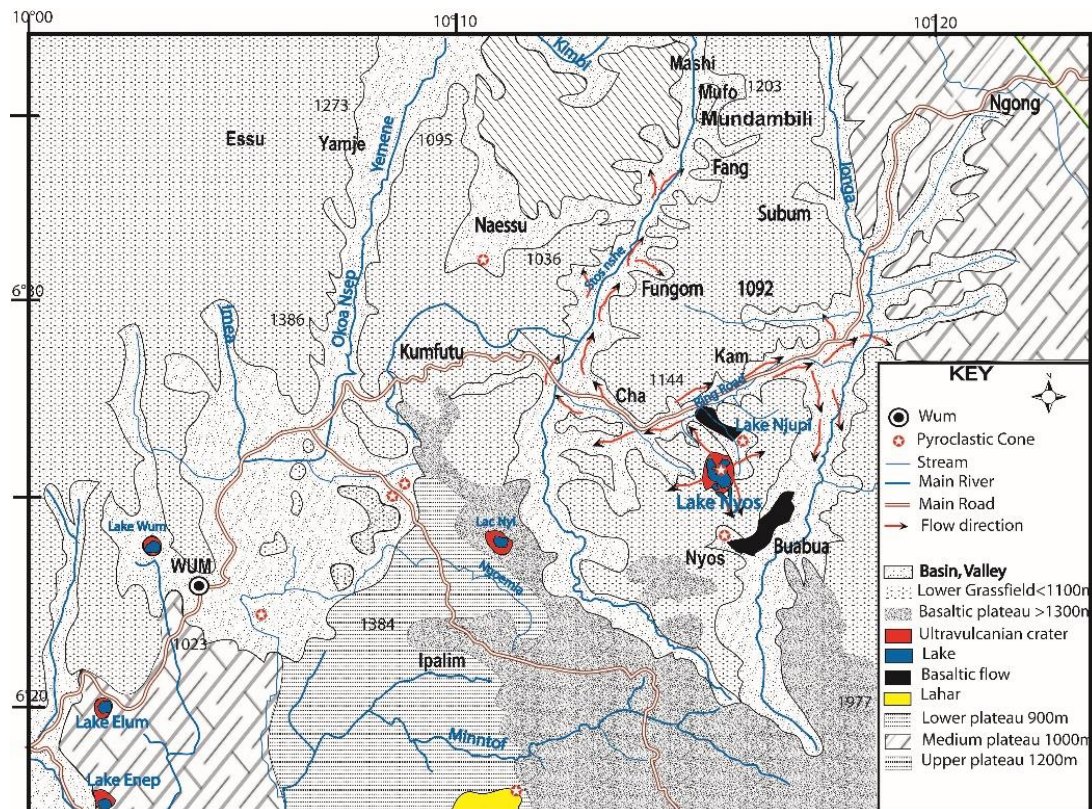 10°00
10°10
10°20
Kimbi
Mashi
Mufo
1203
Mundambili
Ngong
1273
Essu
Yamje
Yemene
1095
Fang
Naessu
Subum
Jonga
1036
Stos nshe
6°30
Fungom
1092
1386
Imea
Okoa Nsep
Kumfutu
Kam
1144
Cha
Ring Road
Lake Njupi
Lake Nyos
Lake Wum
Lac Nyi
WUM
Nyos
Buabua
1384
1023
Ipalim
6°20
Lake Elum
1977
Minntof
Lake Enep
KEY
N
Wum
Pyroclastic Cone
Stream
Main River
Main Road
Flow direction
Basin, Valley
Lower Grassfield<1100m
Basaltic plateau >1300m
Ultravulcanian crater
Lake
Basaltic flow
Lahar
Lower plateau 900m
Medium plateau 1000m
Upper plateau 1200m